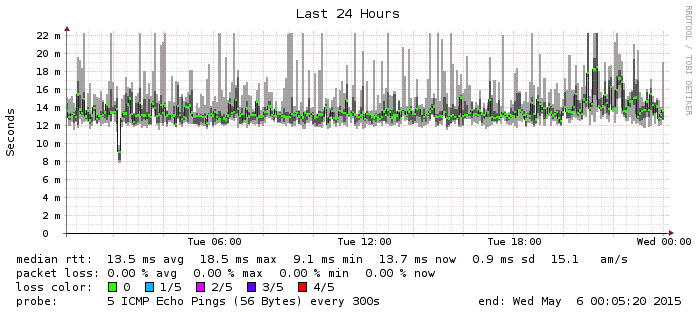 Last 24 Hours
RRDTOOL / TOBI OETIKER
Seconds
22 m
20 m
18 m
16 m
14 m
12 m
10 m
8 m
6 m
4 m
2 m
0
Tue 06:00 Tue 12:00 Tue 18:00 Wed 00:00
median rtt: 13.5 ms avg 18.5 ms max 9.1 ms min 13.7 ms now 0.9 ms sd 15.1 am/s
packet loss: 0.00 % avg 0.00 % max 0.00 % min 0.00 % now
loss color: 0 1/5 2/5 3/5 4/5
probe: 5 ICMP Echo Pings (56 Bytes) every 300s end: Wed May 6 00:05:20 2015